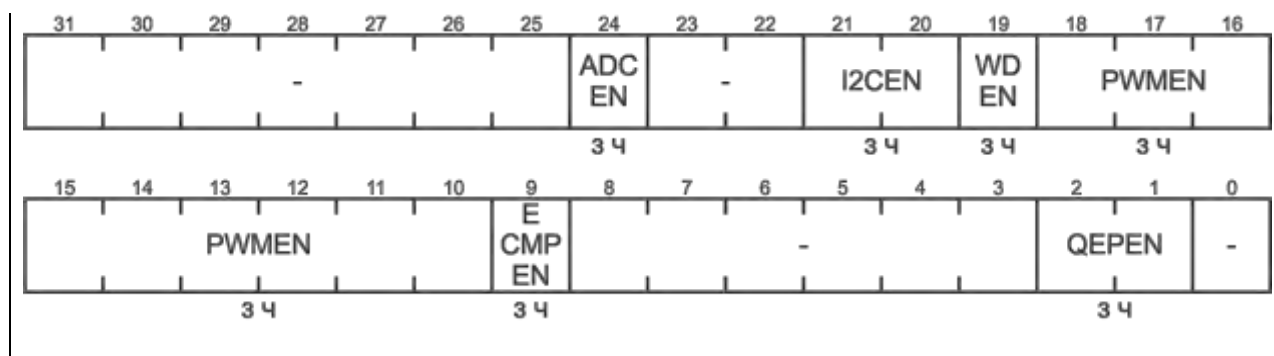 31 30 29 28 27 26 25 24 23 22 21 20 19 18 17 16
- ADC EN - I2CEN WD EN PWMEN
З Ч З Ч З Ч З Ч
15 14 13 12 11 10 9 8 7 6 5 4 3 2 1 0
PWMEN E CMP EN - QEPEN -
З Ч З Ч З Ч